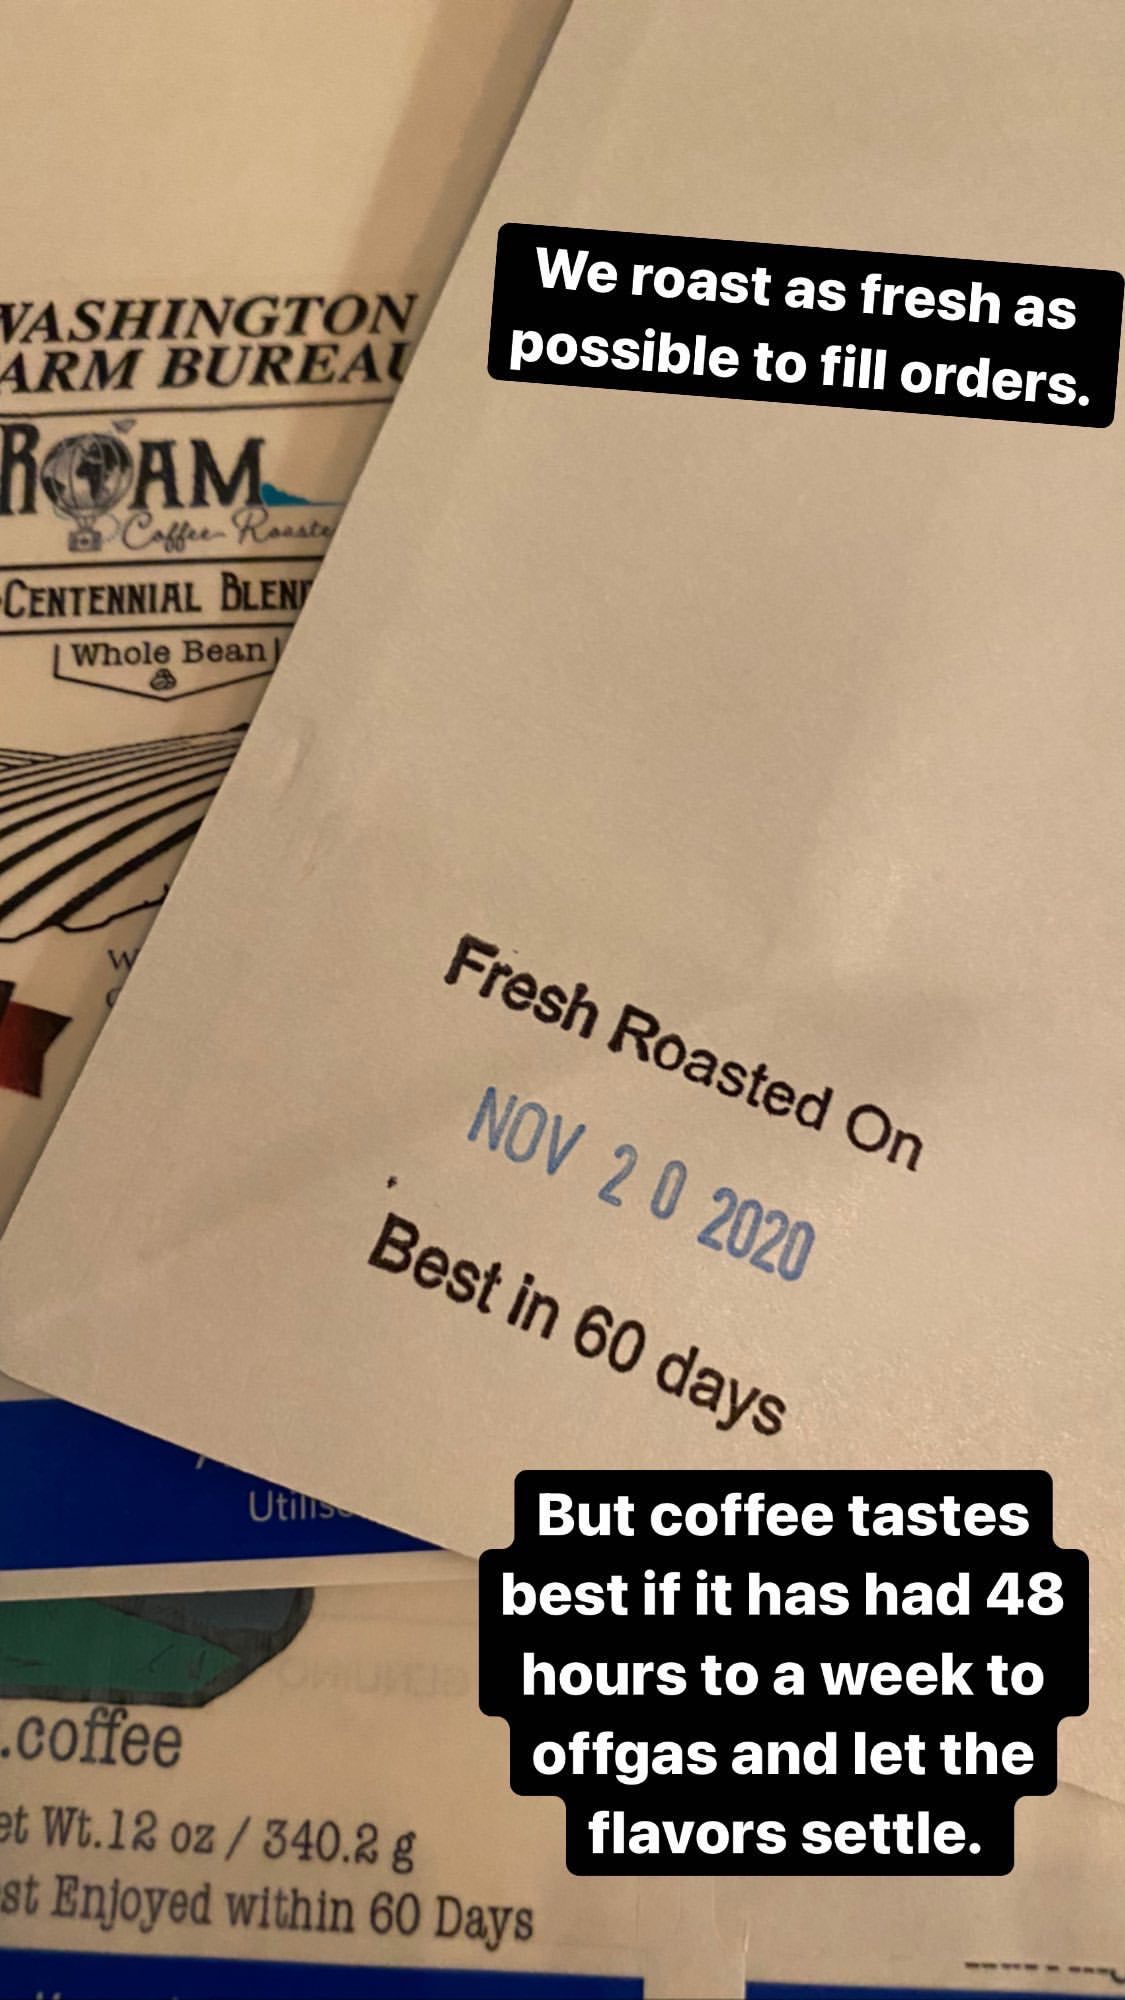 We roast as fresh as
possible to fill orders.
WASHINGTON
ARM BUREAU
ROAM
Coffee Roaste
CENTENNIAL BLEND
Whole Bean
W
Fresh Roasted On
NOV 20 2020
Best in 60 days
Utilis
But coffee tastes
best if it has had 48
hours to a week to
offgas and let the
flavors settle.
.coffee
et Wt.12 oz / 340.2 g
st Enjoyed within 60 Days